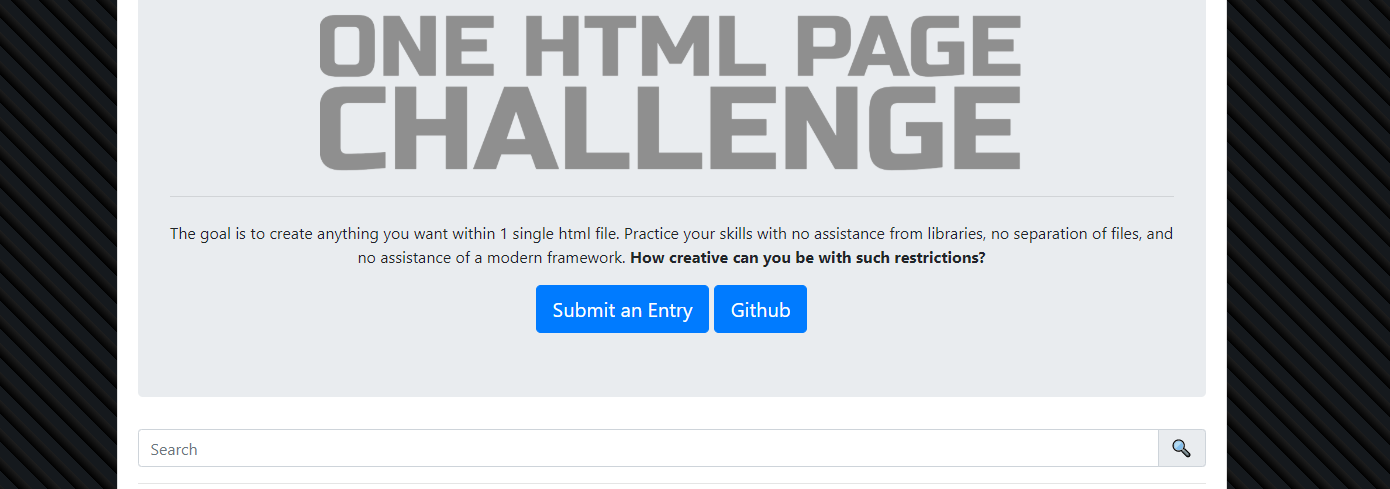 ONE HTML PAGE
CHALLENGE
The goal is to create anything you want within 1 single html file. Practice your skills with no assistance from libraries, no separation of files, and
no assistance of a modern framework. How creative can you be with such restrictions?
Submit an Entry Github
Search